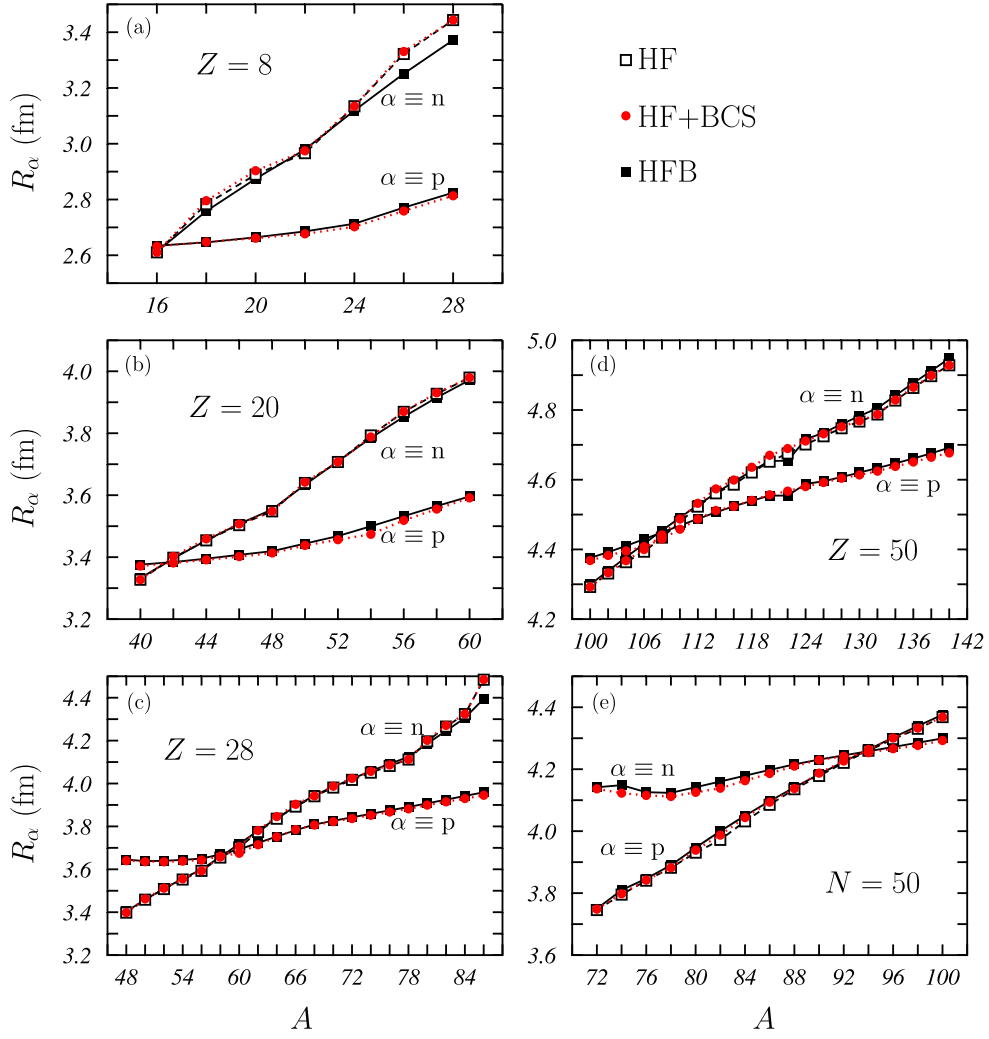 (a)
Z = 8
α ≡ n
α ≡ p
R_α (fm)
3.4
3.2
3.0
2.8
2.6
16 20 24 28
HF
HF+BCS
HFB
(b)
Z = 20
α ≡ n
α ≡ p
R_α (fm)
4.0
3.8
3.6
3.4
3.2
40 44 48 52 56 60
(d)
α ≡ n
α ≡ p
Z = 50
5.0
4.8
4.6
4.4
4.2
100 106 112 118 124 130 136 142
(c)
Z = 28
α ≡ n
α ≡ p
R_α (fm)
4.4
4.2
4.0
3.8
3.6
3.4
48 54 60 66 72 78 84
A
(e)
α ≡ n
α ≡ p
N = 50
4.4
4.2
4.0
3.8
3.6
72 76 80 84 88 92 96 100
A